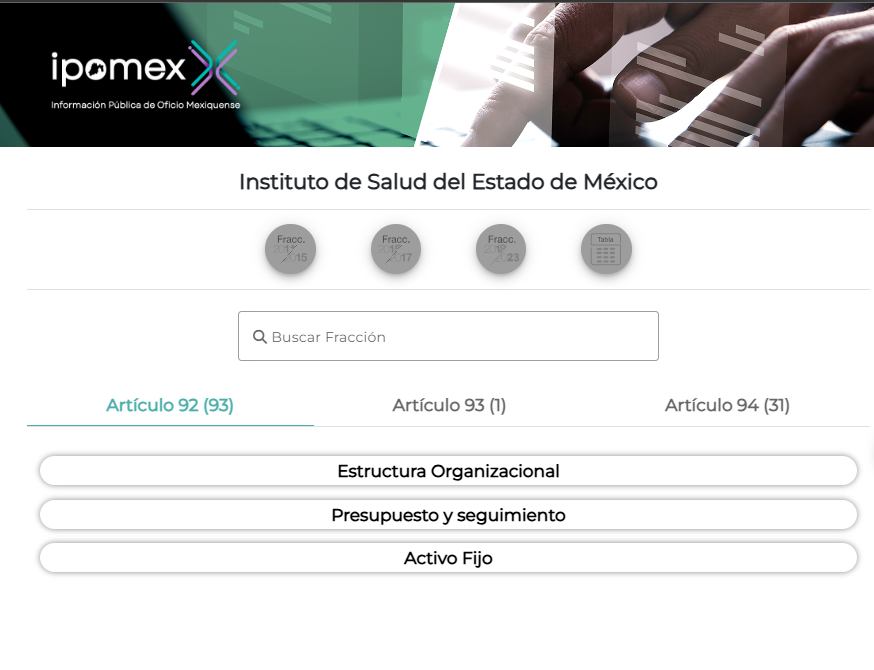 ipomex
Información Pública de Oficio Mexiquense
Instituto de Salud del Estado de México
Fracc.
15
Fracc.
17
Fracc.
23
Tabla
Buscar Fracción
Artículo 92 (93)
Artículo 93 (1)
Artículo 94 (31)
Estructura Organizacional
Presupuesto y seguimiento
Activo Fijo